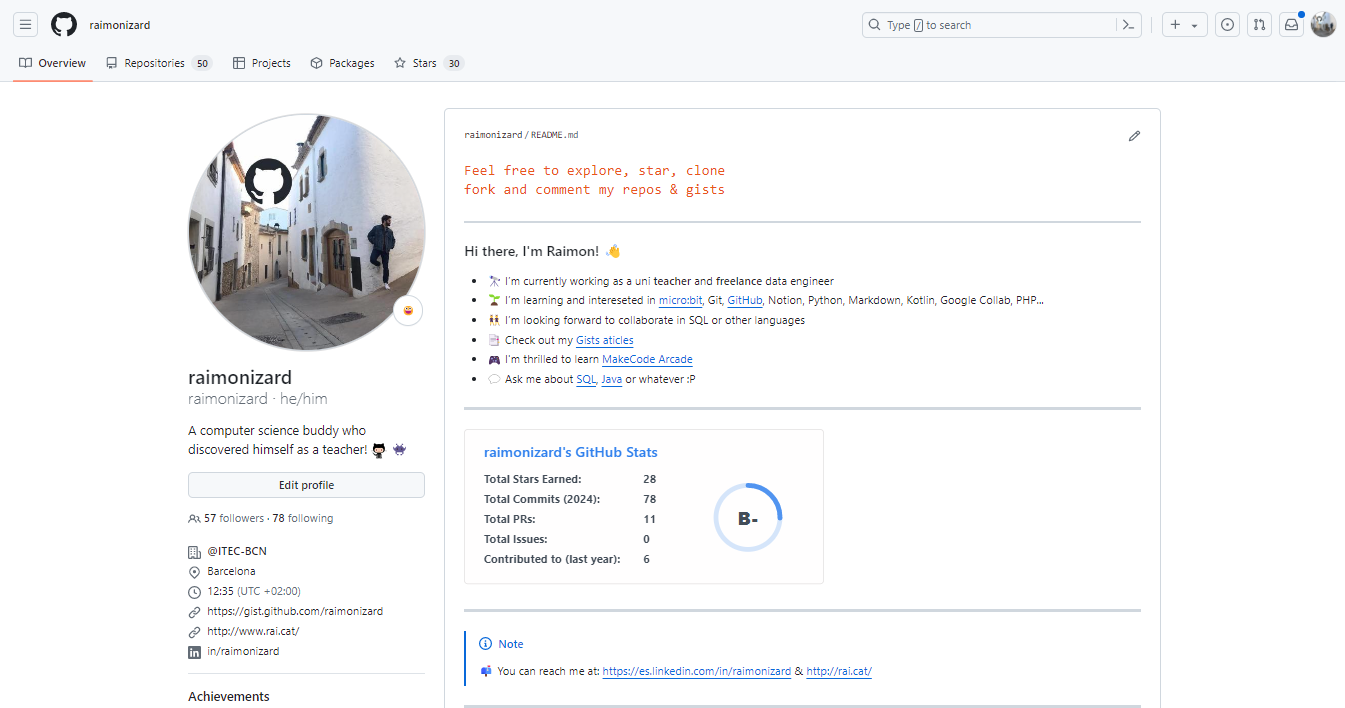 raimonizard
Type / to search
Overview
Repositories 50
Projects
Packages
Stars 30
raimonizard
raimonizard · he/him
A computer science buddy who
discovered himself as a teacher!
Edit profile
57 followers · 78 following
@ITEC-BCN
Barcelona
12:35 (UTC +02:00)
https://gist.github.com/raimonizard
http://www.rai.cat/
in/raimonizard
Achievements
raimonizard/README.md
Feel free to explore, star, clone
fork and comment my repos & gists
Hi there, I'm Raimon! 👋
🔭 I'm currently working as a uni teacher and freelance data engineer
🌱 I'm learning and intereseted in micro:bit, Git, GitHub, Notion, Python, Markdown, Kotlin, Google Collab, PHP...
👯 I'm looking forward to collaborate in SQL or other languages
📑 Check out my Gists aticles
🎮 I'm thrilled to learn MakeCode Arcade
💬 Ask me about SQL, Java or whatever :P
raimonizard's GitHub Stats
Total Stars Earned: 28
Total Commits (2024): 78
Total PRs: 11
Total Issues: 0
Contributed to (last year): 6
B-
Note
📫 You can reach me at: https://es.linkedin.com/in/raimonizard & http://rai.cat/